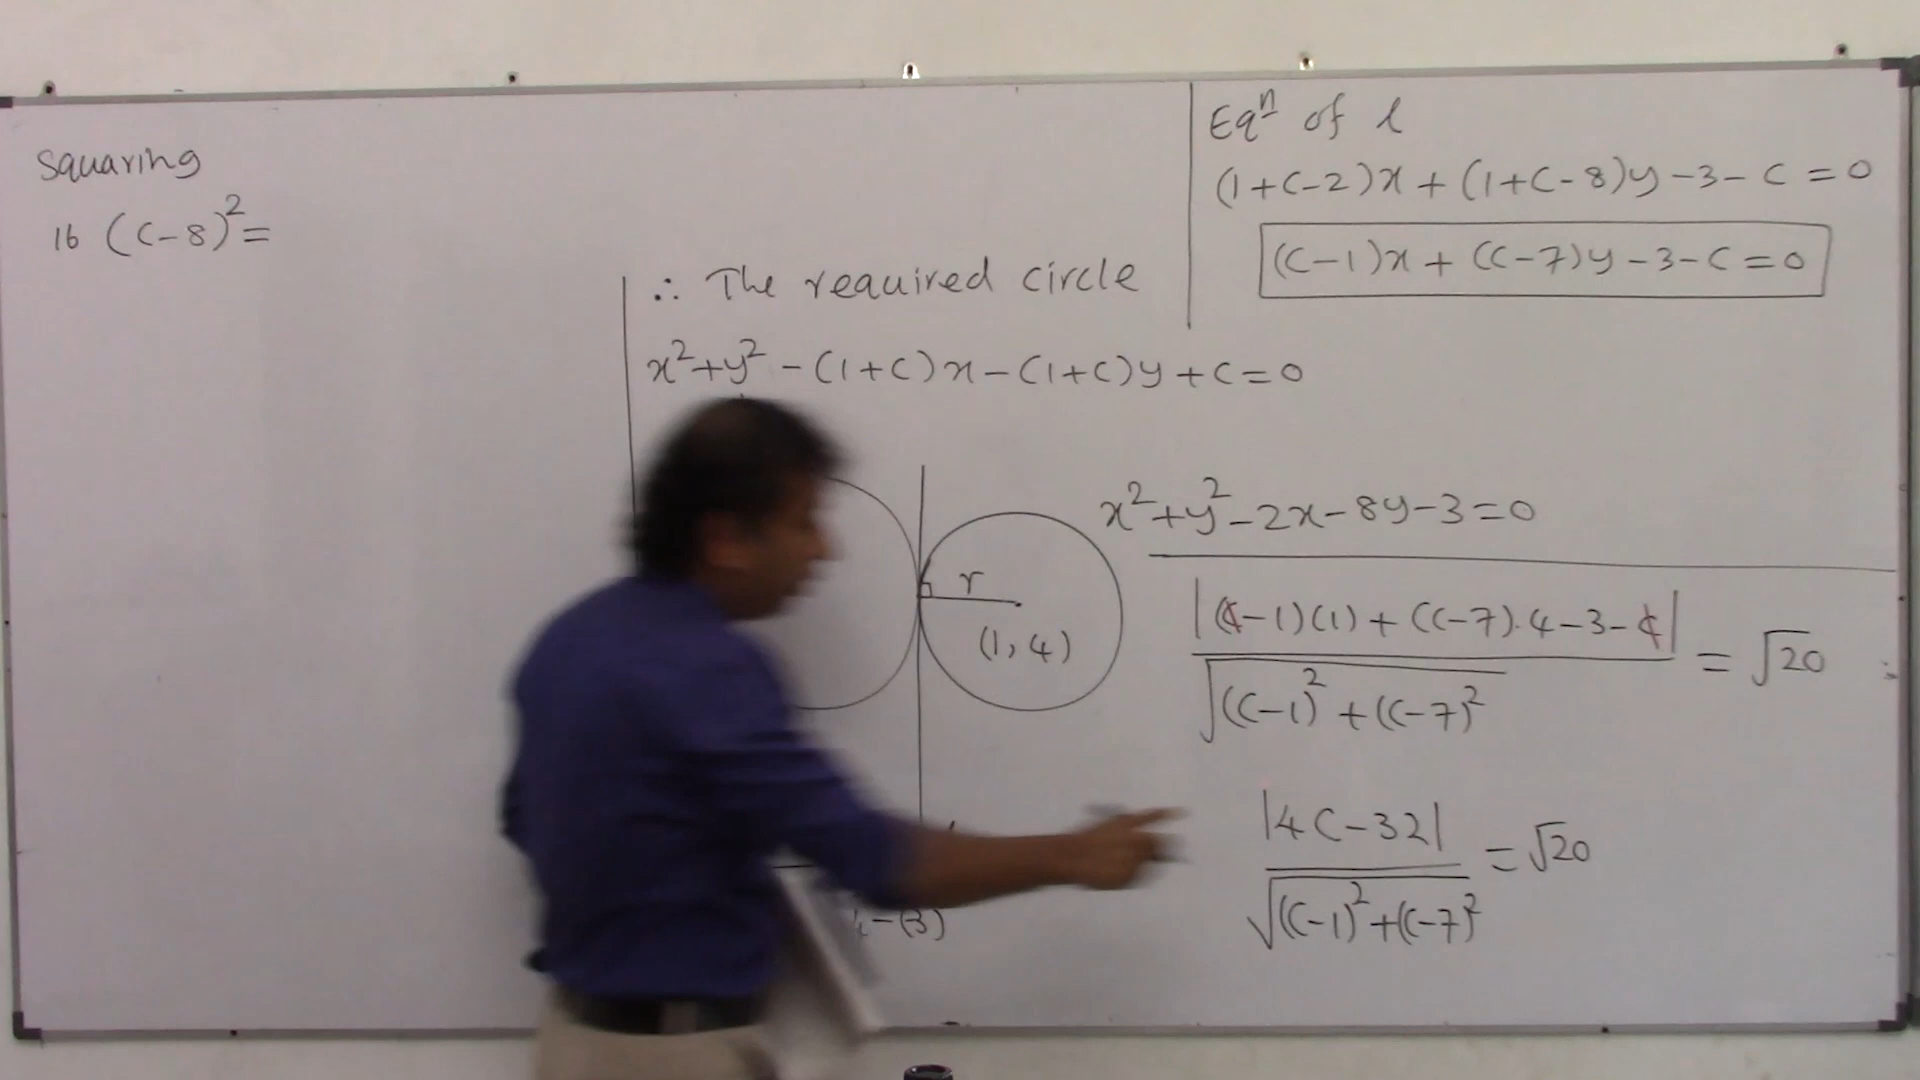 Squaring
16 (C-8)² =
∴ The required circle
x²+y² - (1+C)x - (1+C)y + C = 0
Eqⁿ of l
(1+C-2)x + (1+C-8)y - 3 - C = 0
(C-1)x + (C-7)y - 3 - C = 0
x²+y²-2x-8y-3=0
r
(1, 4)
|(C-1)(1) + (C-7).4-3-C|
√(C-1)² + (C-7)²
= √20
|4C-32|
√(C-1)²+(C-7)²
= √20
-(3)